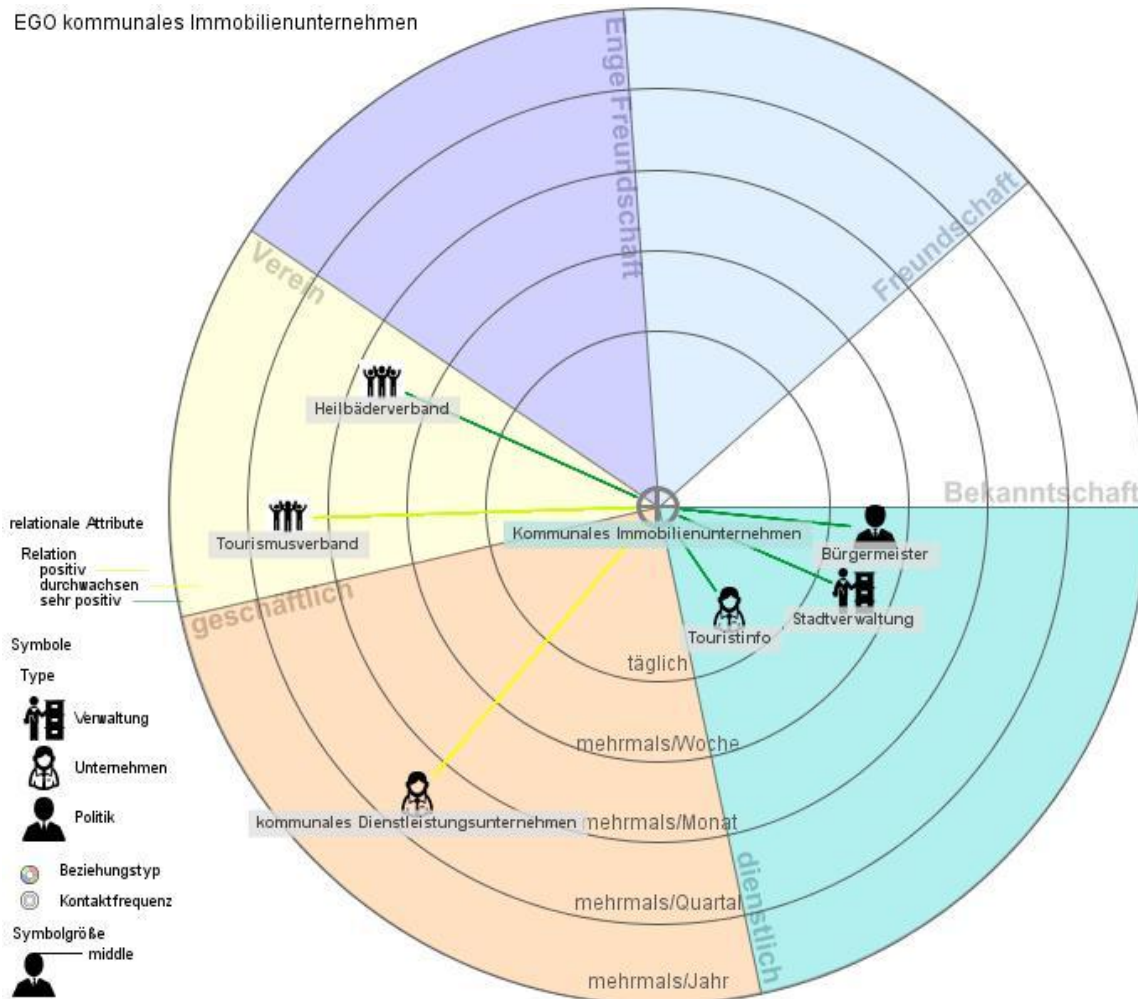 EGO kommunales Immobilienunternehmen
Enge Freundschaft
Freundschaft
Verein
Heilbäderverband
Bekanntschaft
relationale Attribute
Relation
positiv
durchwachsen
sehr positiv
Tourismusverband
Kommunales Immobilienunternehmen
Bürgermeister
Stadtverwaltung
Touristinfo
geschäftlich
täglich
mehrmals/Woche
kommunales Dienstleistungsunternehmen
mehrmals/Monat
mehrmals/Quartal
mehrmals/Jahr
dienstlich
Symbole
Type
Verwaltung
Unternehmen
Politik
Beziehungstyp
Kontaktfrequenz
Symbolgröße
middle